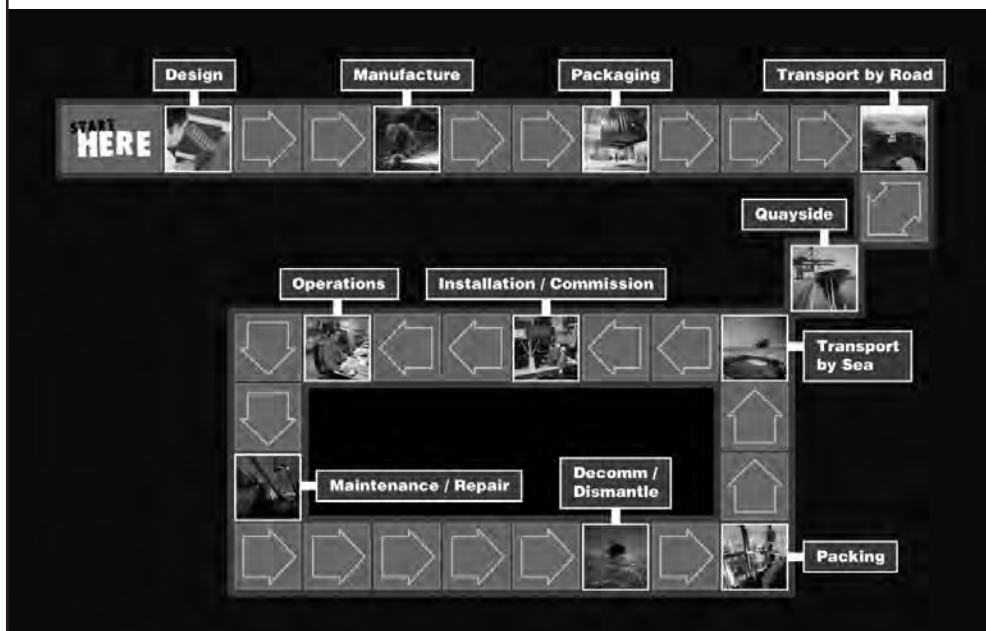 Design
Manufacture
Packaging
Transport by Road
START
HERE
Quayside
Operations
Installation / Commission
Transport
by Sea
Maintenance / Repair
Decomm /
Dismantle
Packing